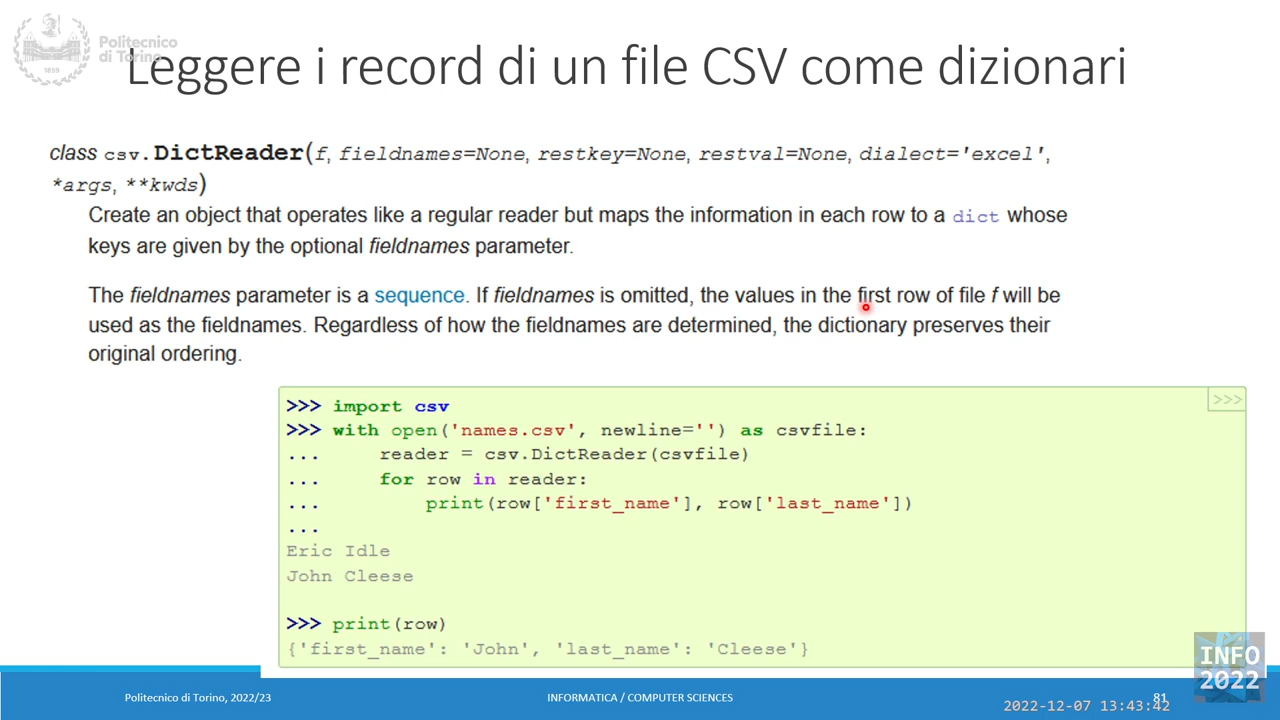 Politecnico
di Torino
1859
Leggere i record di un file CSV come dizionari
class csv.DictReader(f, fieldnames=None, restkey=None, restval=None, dialect='excel',
*args, **kwds)
Create an object that operates like a regular reader but maps the information in each row to a dict whose
keys are given by the optional fieldnames parameter.
The fieldnames parameter is a sequence. If fieldnames is omitted, the values in the first row of file f will be
used as the fieldnames. Regardless of how the fieldnames are determined, the dictionary preserves their
original ordering.
>>>
>>> import csv
>>> with open('names.csv', newline='') as csvfile:
...     reader = csv.DictReader(csvfile)
...     for row in reader:
...         print(row['first_name'], row['last_name'])
...
Eric Idle
John Cleese
>>> print(row)
{'first_name': 'John', 'last_name': 'Cleese'}
INFO
2022
Politecnico di Torino, 2022/23
INFORMATICA / COMPUTER SCIENCES
81
2022-12-07 13:43:42